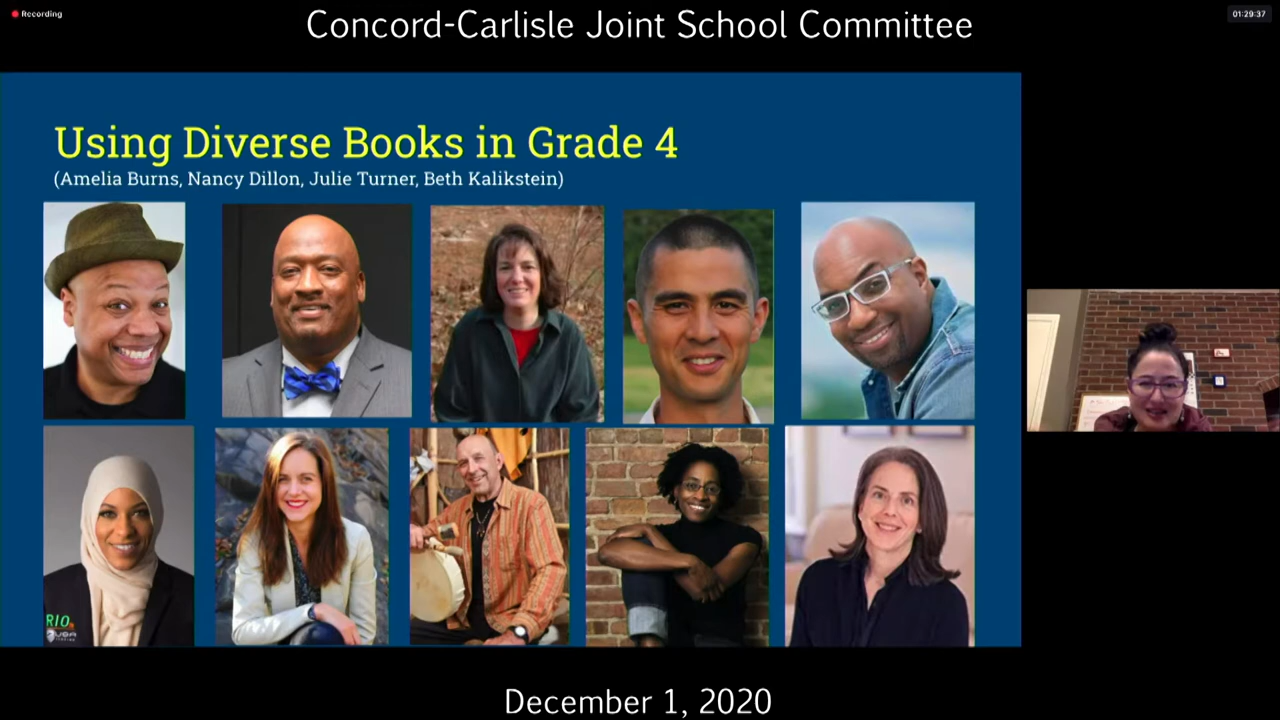 Recording
Concord-Carlisle Joint School Committee
01:29:37
Using Diverse Books in Grade 4
(Amelia Burns, Nancy Dillon, Julie Turner, Beth Kalikstein)
RIO
December 1, 2020